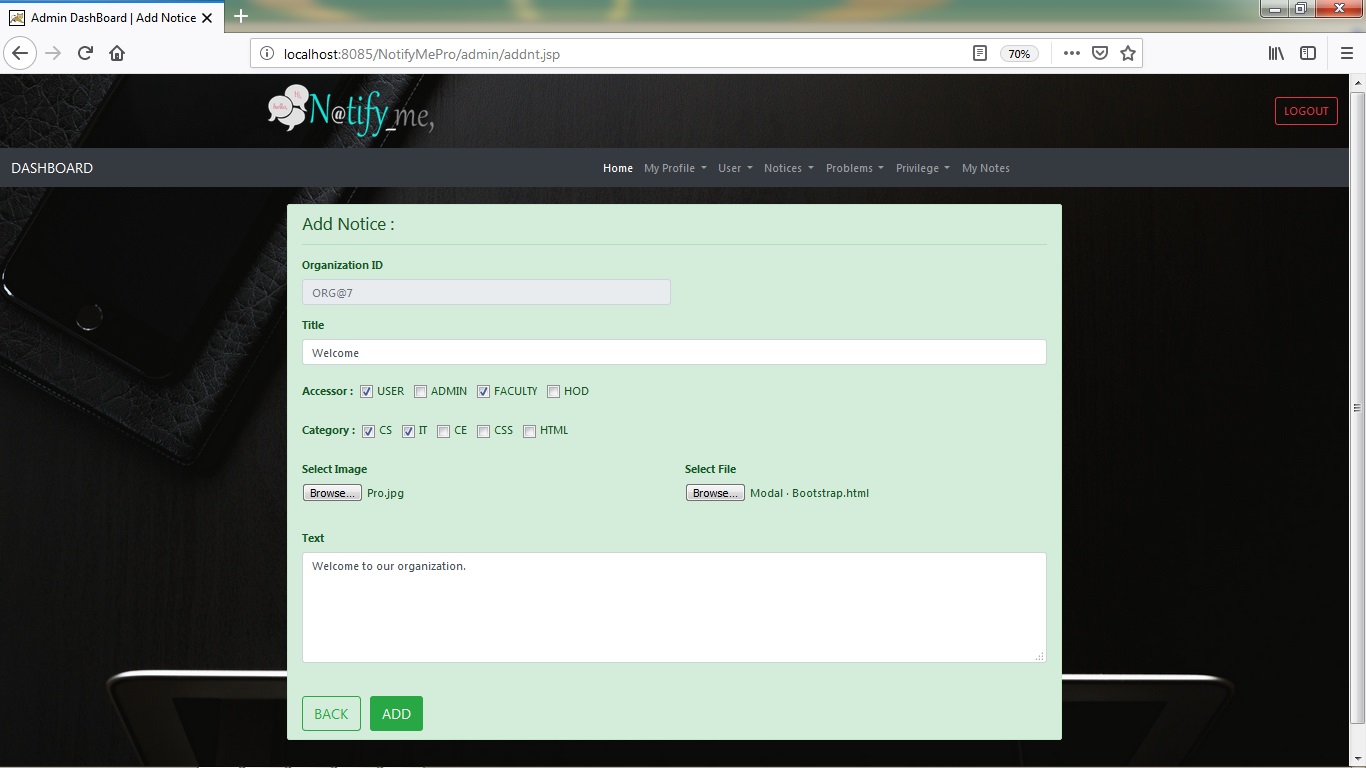 Admin DashBoard | Add Notice
localhost:8085/NotifyMePro/admin/addnt.jsp
70%
Hi,
hello,
N@tify_me,
LOGOUT
DASHBOARD
Home My Profile User Notices Problems Privilege My Notes
Add Notice :
Organization ID
ORG@7
Title
Welcome
Accessor : USER ADMIN FACULTY HOD
Category : CS IT CE CSS HTML
Select Image Select File
Browse... Pro.jpg Browse... Modal · Bootstrap.html
Text
Welcome to our organization.
BACK ADD